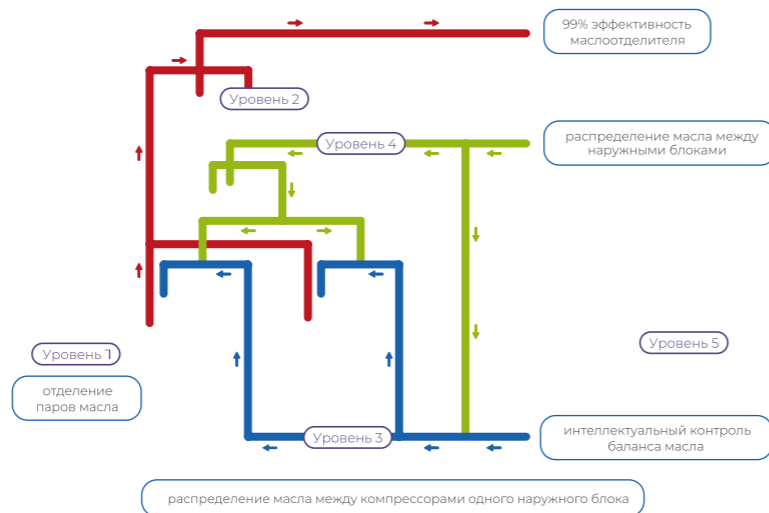 99% эффективность
маслоотделителя
Уровень 2
Уровень 4
распределение масла между
наружными блоками
Уровень 1
отделение
паров масла
Уровень 5
Уровень 3
интеллектуальный контроль
баланса масла
распределение масла между компрессорами одного наружного блока